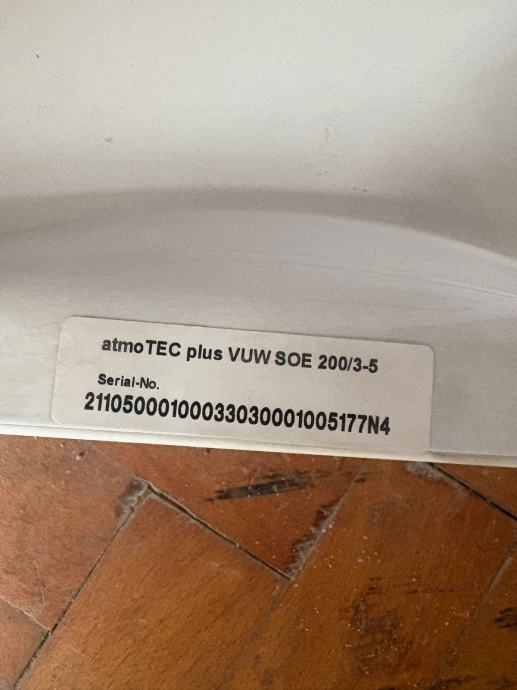 atmoTEC plus VUW SOE 200/3-5
Serial-No.
21105000100033030001005177N4